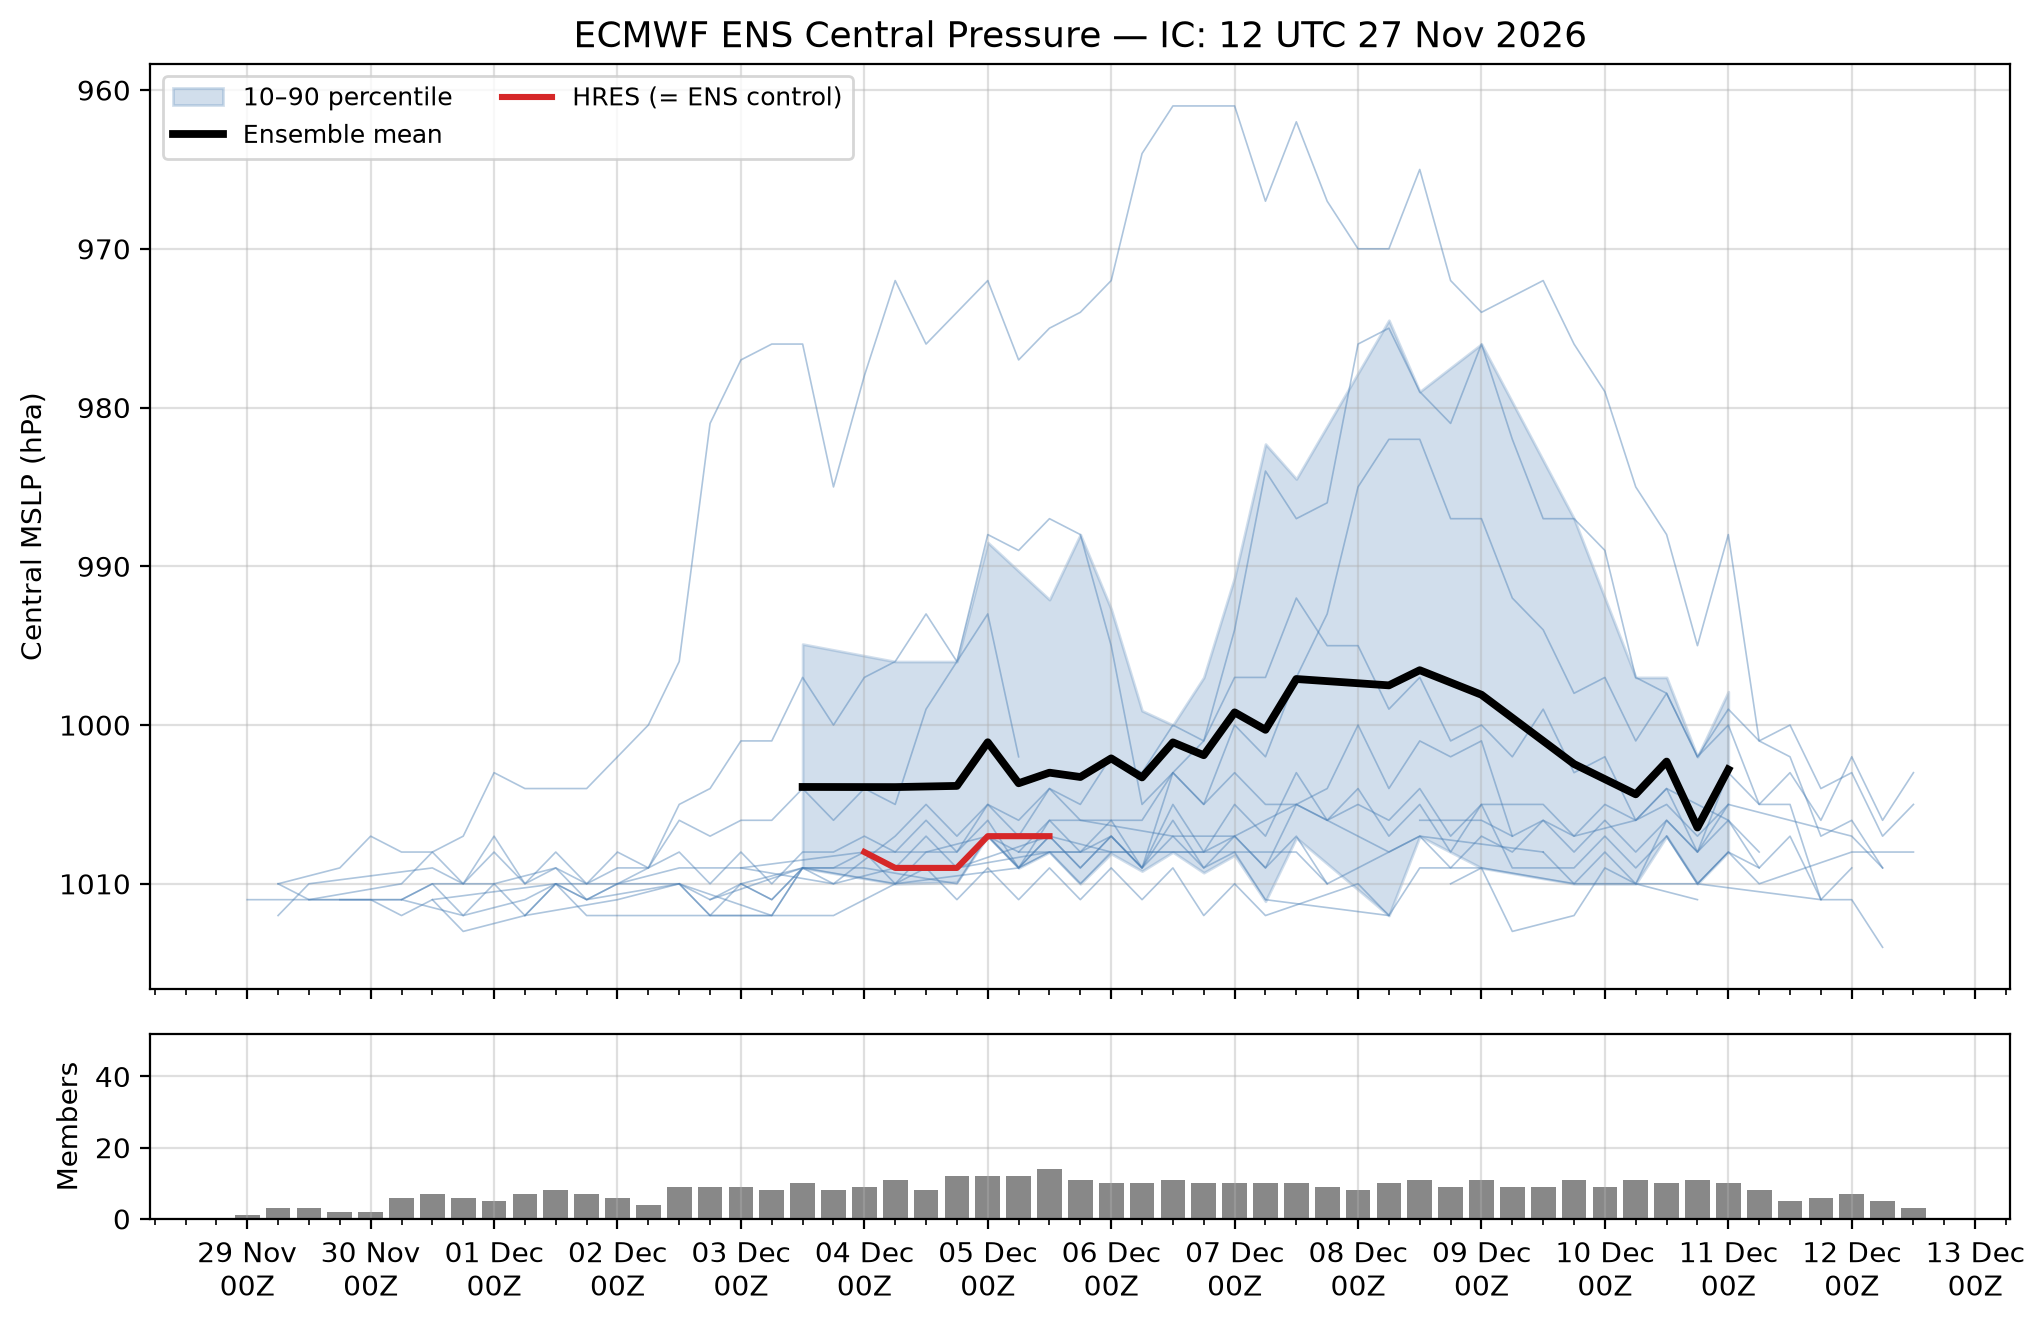 ECMWF ENS Central Pressure — IC: 12 UTC 27 Nov 2026
10–90 percentile
Ensemble mean
HRES (= ENS control)
Central MSLP (hPa)
960
970
980
990
1000
1010
Members
40
20
0
29 Nov 30 Nov 01 Dec 02 Dec 03 Dec 04 Dec 05 Dec 06 Dec 07 Dec 08 Dec 09 Dec 10 Dec 11 Dec 12 Dec 13 Dec
00Z 00Z 00Z 00Z 00Z 00Z 00Z 00Z 00Z 00Z 00Z 00Z 00Z 00Z 00Z